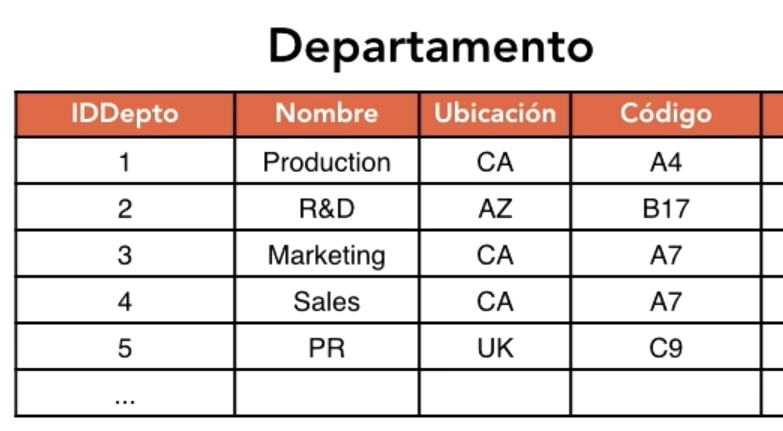 Departamento
IDDepto Nombre Ubicación Código
1 Production CA A4
2 R&D AZ B17
3 Marketing CA A7
4 Sales CA A7
5 PR UK C9
...